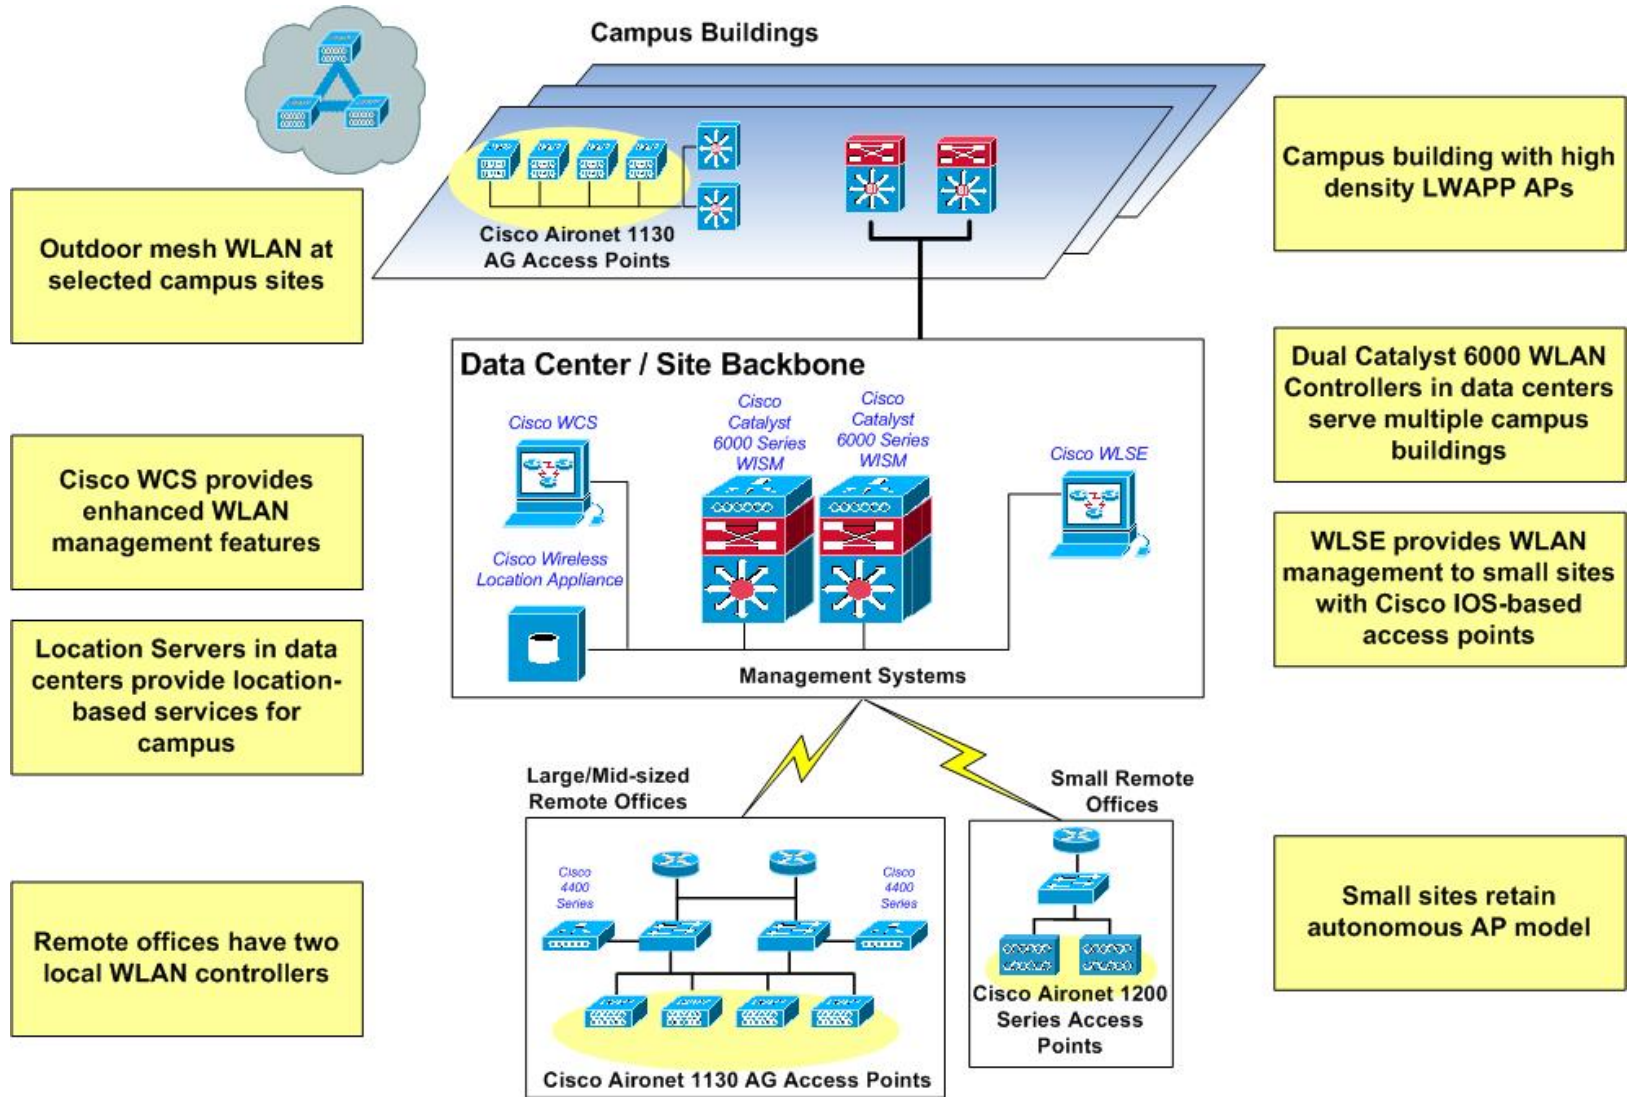 Campus Buildings
Cisco Aironet 1130
AG Access Points
Outdoor mesh WLAN at
selected campus sites
Cisco WCS provides
enhanced WLAN
management features
Location Servers in data
centers provide location-
based services for
campus
Remote offices have two
local WLAN controllers
Data Center / Site Backbone
Cisco WCS
Cisco
Catalyst
6000 Series
WISM
Cisco
Catalyst
6000 Series
WISM
Cisco WLSE
Cisco Wireless
Location Appliance
Management Systems
Large/Mid-sized
Remote Offices
Cisco
4400
Series
Cisco
4400
Series
Cisco Aironet 1130 AG Access Points
Small Remote
Offices
Cisco Aironet 1200
Series Access
Points
Campus building with high
density LWAPP APs
Dual Catalyst 6000 WLAN
Controllers in data centers
serve multiple campus
buildings
WLSE provides WLAN
management to small sites
with Cisco IOS-based
access points
Small sites retain
autonomous AP model